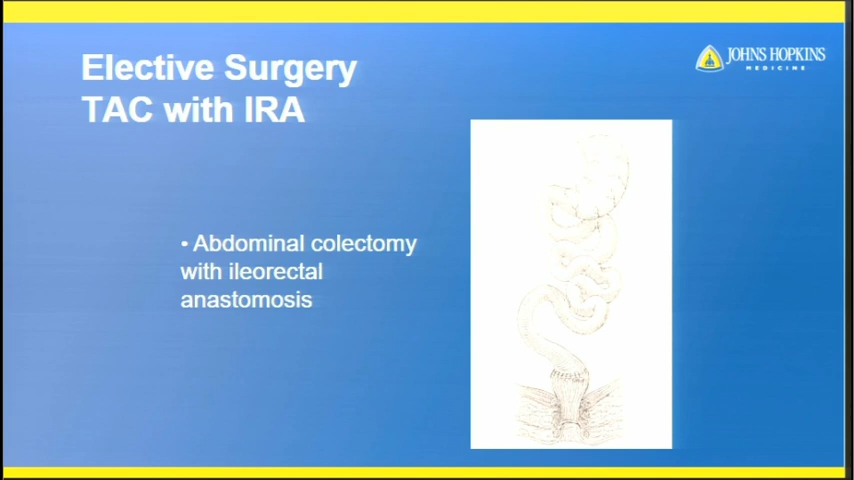 Elective Surgery
TAC with IRA
JOHNS HOPKINS
MEDICINE
• Abdominal colectomy
with ileorectal
anastomosis